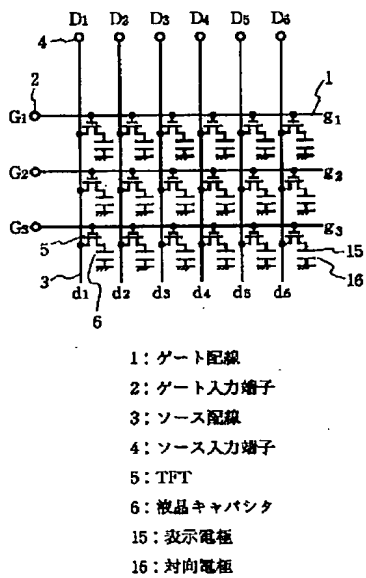 D1 D2 D3 D4 D5 D6
4
2
1
G1 g1
G2 g2
G3 g3
5
15
16
3
d1 d2 d3 d4 d5 d6
6
1：ゲート配線
2：ゲート入力端子
3：ソース配線
4：ソース入力端子
5：TFT
6：液晶キャパシタ
15：表示電極
16：対向電極